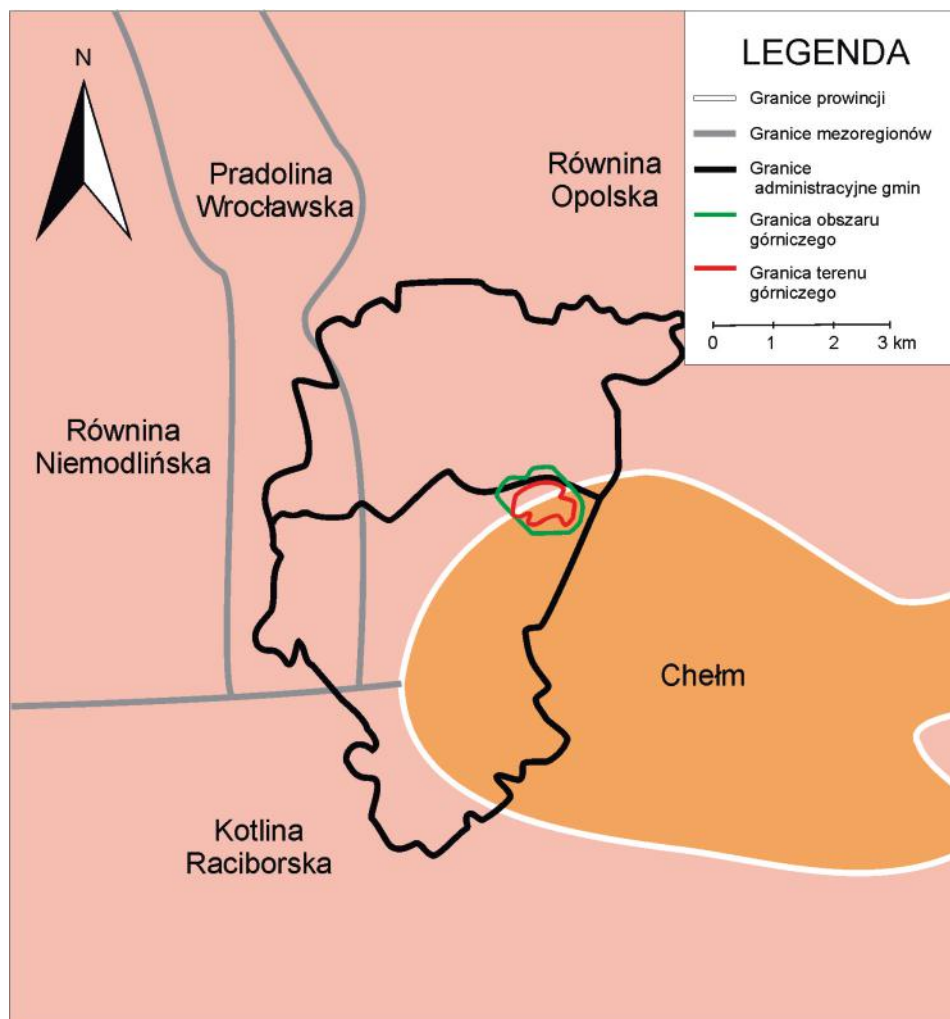 N
Pradolina
Wrocławska
Równina
Opolska
LEGENDA
Granice prowincji
Granice mezoregionów
Granice
administracyjne gmin
Granica obszaru
górniczego
Granica terenu
górniczego
0 1 2 3 km
Równina
Niemodlińska
Chełm
Kotlina
Raciborska